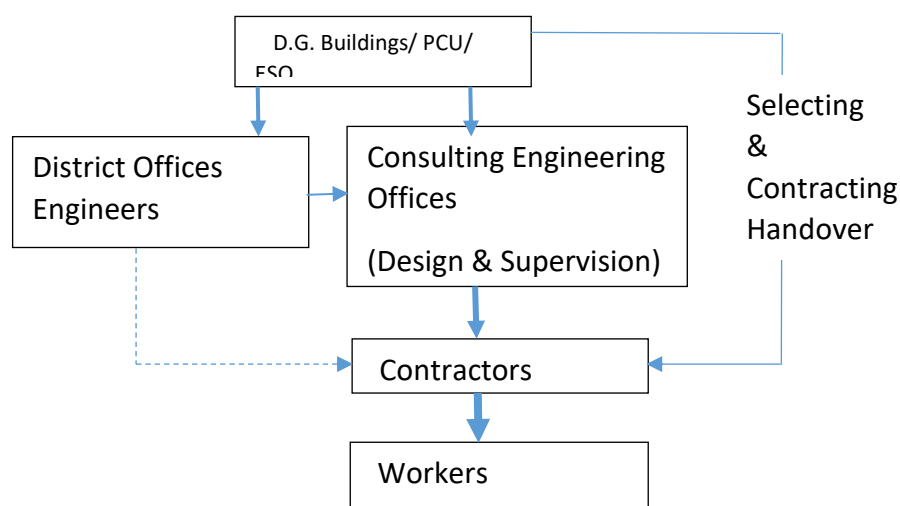 D.G. Buildings/ PCU/
District Offices
Engineers
Consulting Engineering
Offices
(Design & Supervision)
Selecting
&
Contracting
Handover
Contractors
Workers